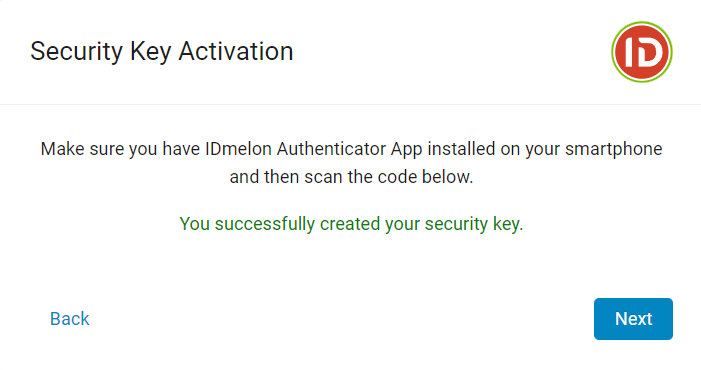 Security Key Activation
ID
Make sure you have IDmelon Authenticator App installed on your smartphone
and then scan the code below.
You successfully created your security key.
Back
Next